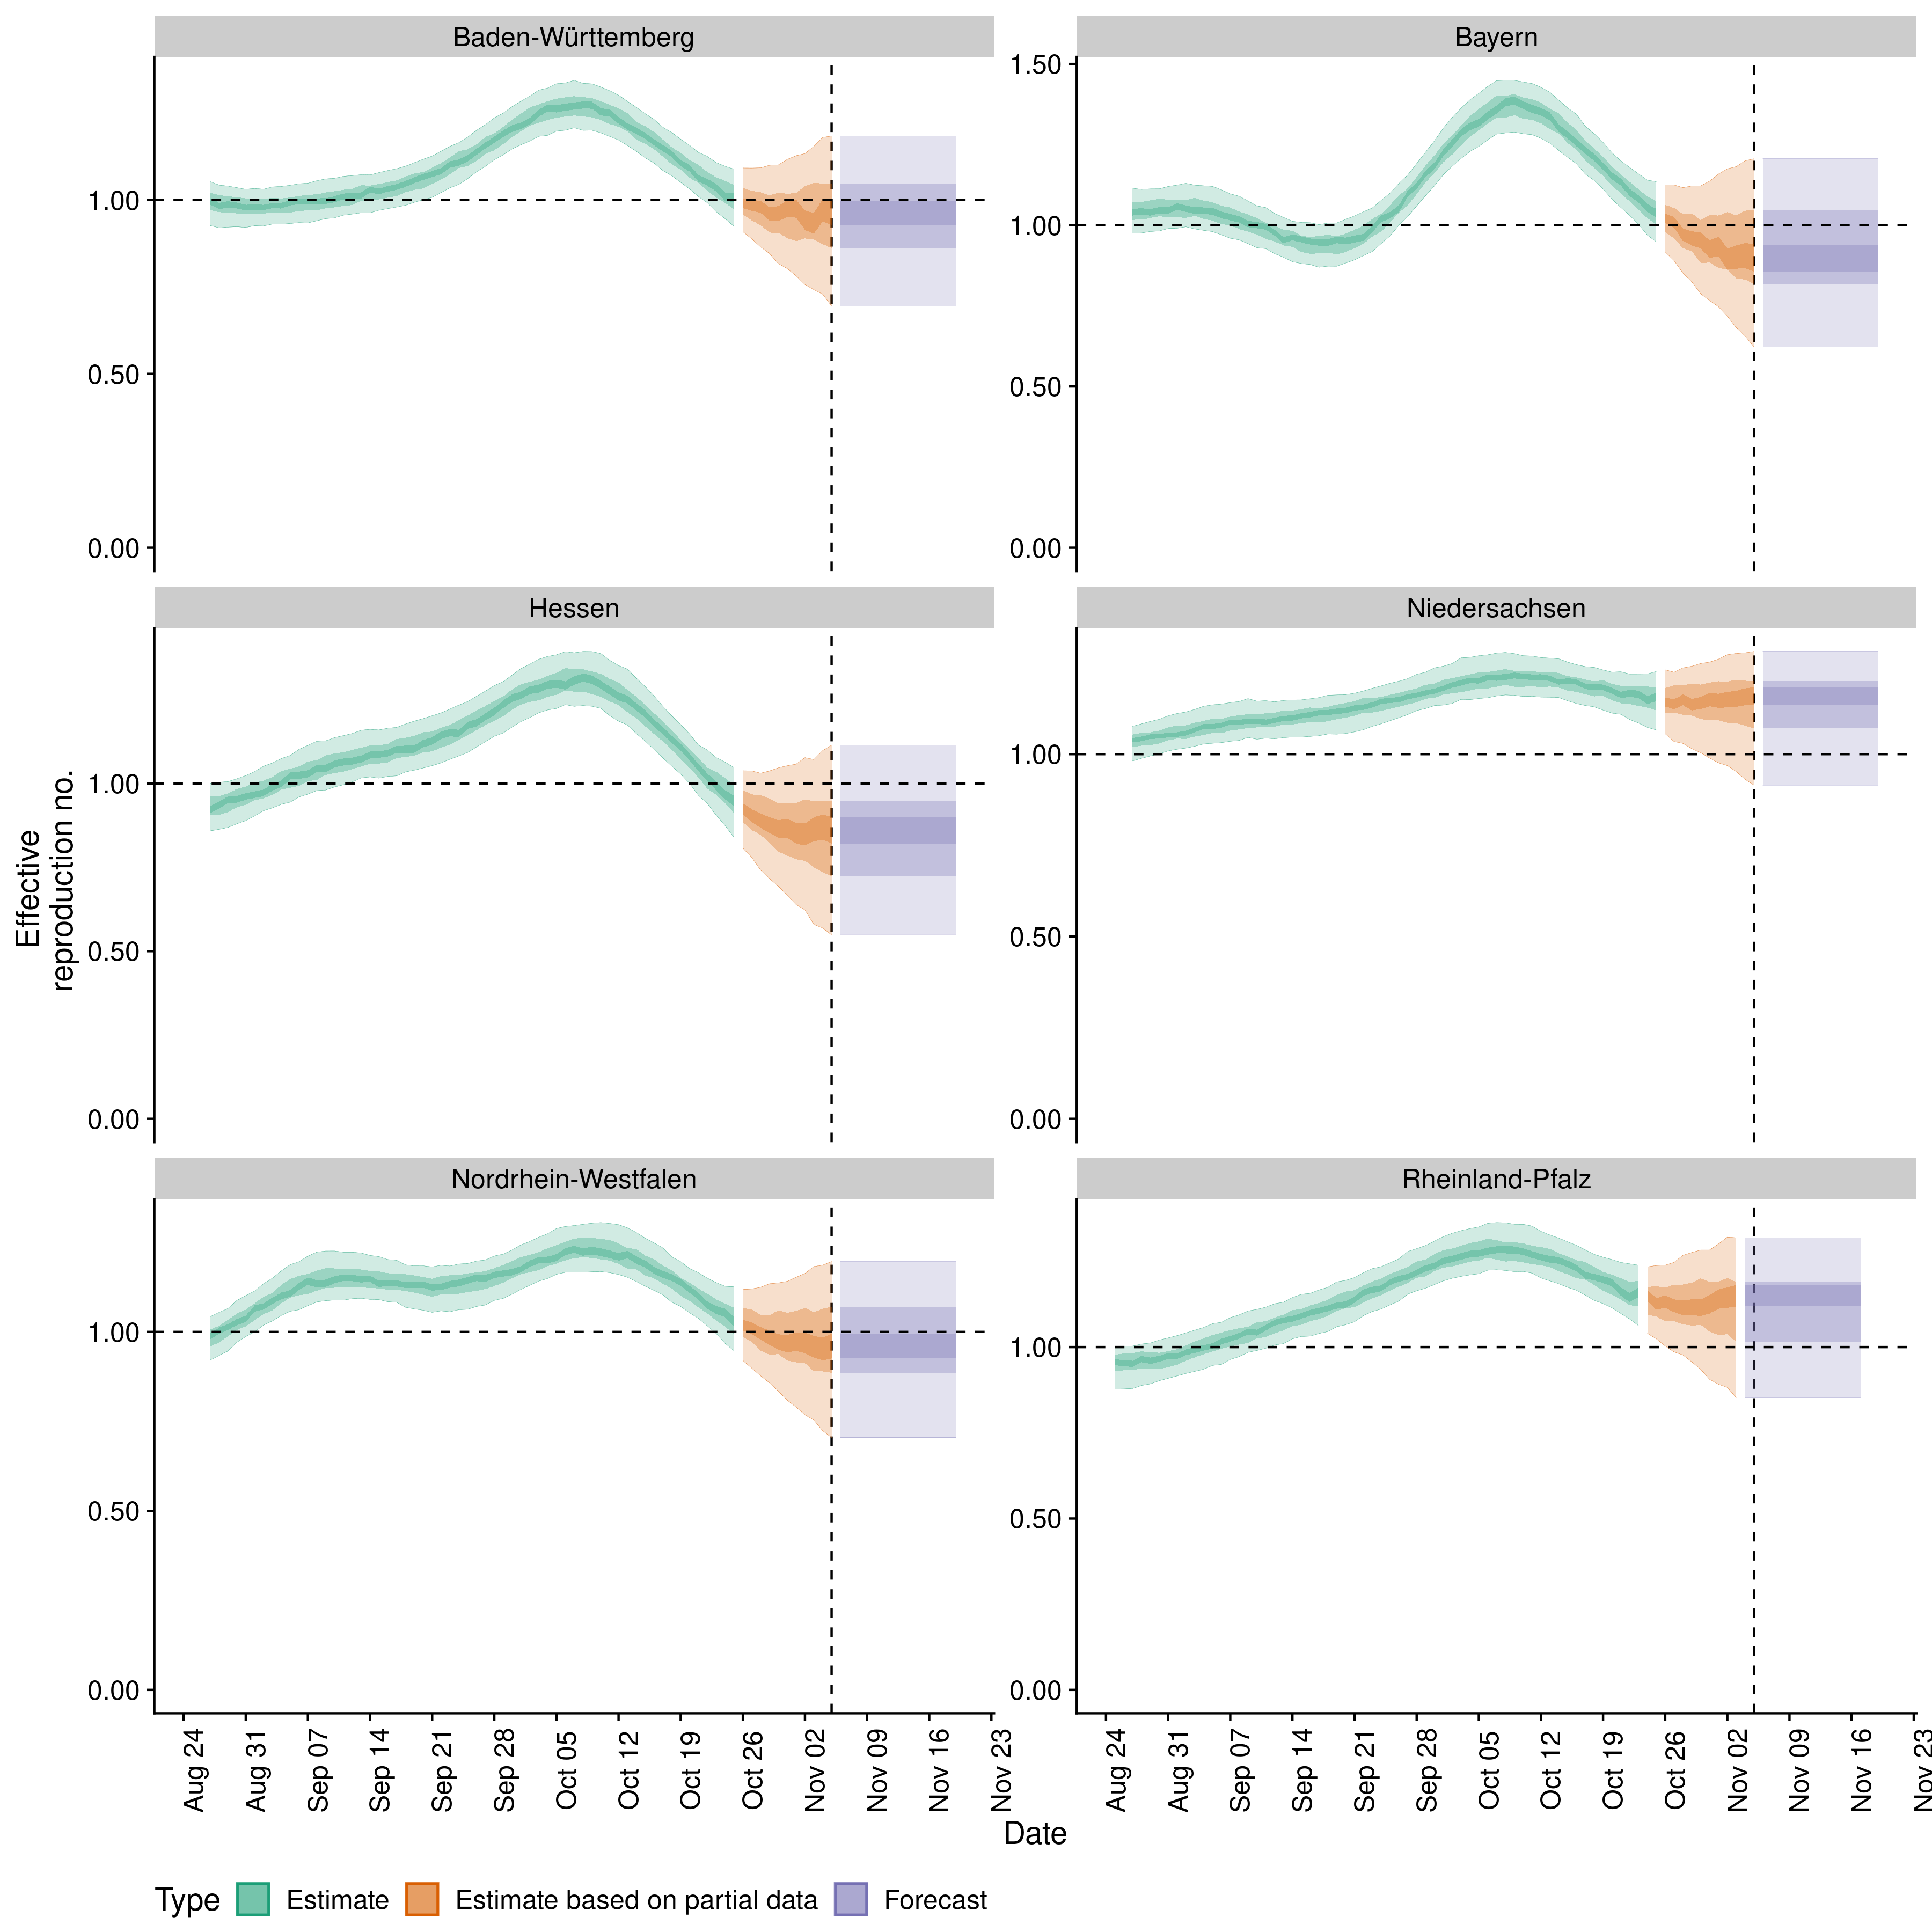 Baden-Württemberg
Bayern
1.00
0.50
0.00
1.50
1.00
0.50
0.00
Hessen
Niedersachsen
1.00
0.50
0.00
1.00
0.50
0.00
Nordrhein-Westfalen
Rheinland-Pfalz
1.00
0.50
0.00
1.00
0.50
0.00
Effective
reproduction no.
Aug 24
Aug 31
Sep 07
Sep 14
Sep 21
Sep 28
Oct 05
Oct 12
Oct 19
Oct 26
Nov 02
Nov 09
Nov 16
Nov 23
Aug 24
Aug 31
Sep 07
Sep 14
Sep 21
Sep 28
Oct 05
Oct 12
Oct 19
Oct 26
Nov 02
Nov 09
Nov 16
Nov 23
Date
Type Estimate Estimate based on partial data Forecast